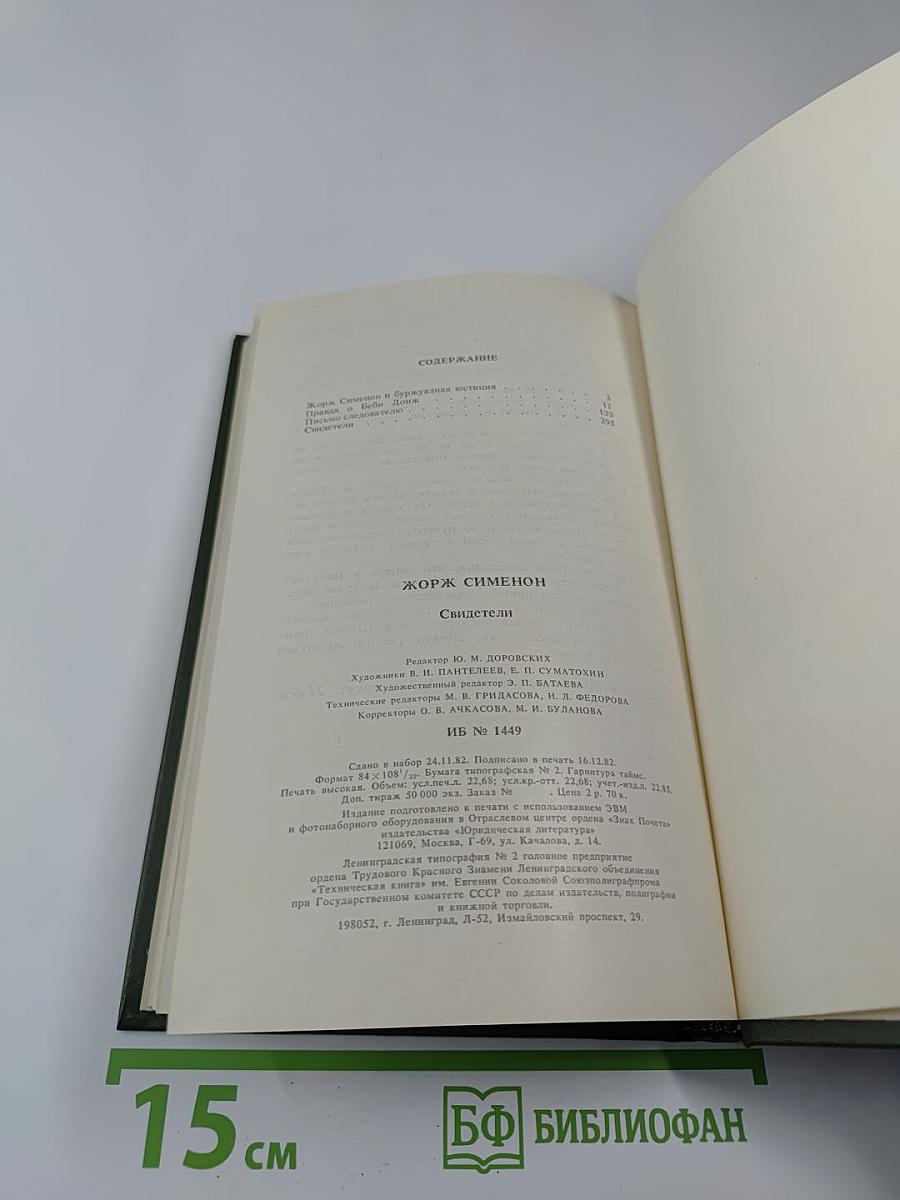 СОДЕРЖАНИЕ
Жорж Сименон и буржуазная юстиция . . . . . . . 3
Правда о Беби Донж . . . . . . . . . . . 11
Письмо следователю . . . . . . . . . . . 133
Свидетели . . . . . . . . . . . . . . 295
ЖОРЖ СИМЕНОН
Свидетели
Редактор Ю. М. ДОРОВСКИХ
Художники В. И. ПАНТЕЛЕЕВ, Е. П. СУМАТОХИН
Художественный редактор Э. П. БАТАЕВА
Технические редакторы М. В. ГРИДАСОВА, Н. Л. ФЕДОРОВА
Корректоры О. В. АЧКАСОВА, М. И. БУЛАНОВА
ИБ № 1449
Сдано в набор 24.11.82. Подписано в печать 16.12.82.
Формат 84×108¹/₃₂. Бумага типографская № 2. Гарнитура таймс.
Печать высокая. Объем: усл.печ.л. 22,68; усл.кр.-отт. 22,68; учет.-изд.л. 22,85.
Доп. тираж 50 000 экз. Заказ № . Цена 2 р. 70 к.
Издание подготовлено к печати с использованием ЭВМ
и фотонаборного оборудования в Отраслевом центре ордена «Знак Почета»
издательства «Юридическая литература»
121069, Москва, Г-69, ул. Качалова, д. 14.
Ленинградская типография № 2 головное предприятие
ордена Трудового Красного Знамени Ленинградского объединения
«Техническая книга» им. Евгении Соколовой Союзполиграфпрома
при Государственном комитете СССР по делам издательств, полиграфии
и книжной торговли.
198052, г. Ленинград, Л-52, Измайловский проспект, 29.
15 см
БФ БИБЛИОФАН